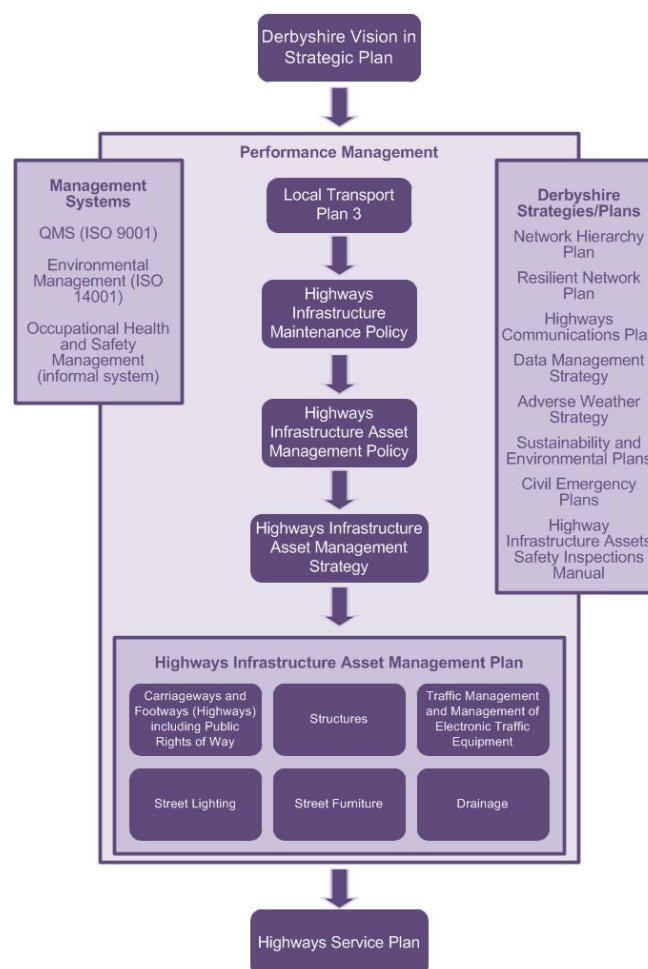 Derbyshire Vision in
Strategic Plan
Performance Management
Management
Systems
QMS (ISO 9001)
Environmental
Management (ISO
14001)
Occupational Health
and Safety
Management
(informal system)
Local Transport
Plan 3
Highways
Infrastructure
Maintenance Policy
Highways
Infrastructure Asset
Management Policy
Highways Infrastructure
Asset Management
Strategy
Derbyshire
Strategies/Plans
Network Hierarchy
Plan
Resilient Network
Plan
Highways
Communications Plan
Data Management
Strategy
Adverse Weather
Strategy
Sustainability and
Environmental Plans
Civil Emergency
Plans
Highway
Infrastructure Assets
Safety Inspections
Manual
Highways Infrastructure Asset Management Plan
Carriageways and
Footways (Highways)
including Public
Rights of Way
Structures
Traffic Management
and Management of
Electronic Traffic
Equipment
Street Lighting
Street Furniture
Drainage
Highways Service Plan